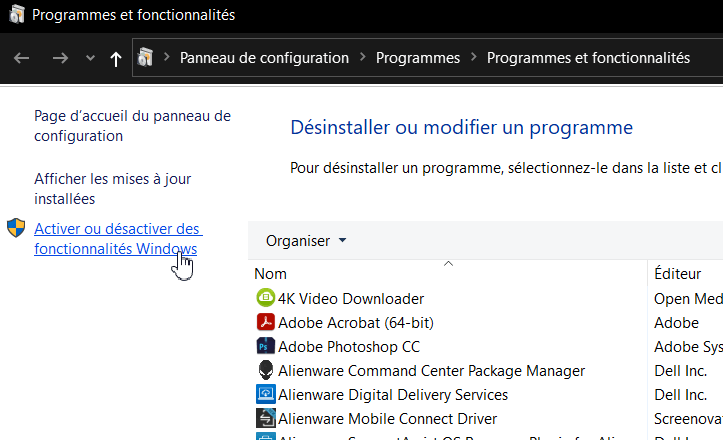 Programmes et fonctionnalités
Panneau de configuration > Programmes > Programmes et fonctionnalités
Page d'accueil du panneau de
configuration
Désinstaller ou modifier un programme
Pour désinstaller un programme, sélectionnez-le dans la liste et cl
Afficher les mises à jour
installées
Activer ou désactiver des
fonctionnalités Windows
Organiser
Nom Éditeur
4K Video Downloader Open Med
Adobe Acrobat (64-bit) Adobe
Adobe Photoshop CC Adobe Sys
Alienware Command Center Package Manager Dell Inc.
Alienware Digital Delivery Services Dell Inc.
Alienware Mobile Connect Driver Screenova